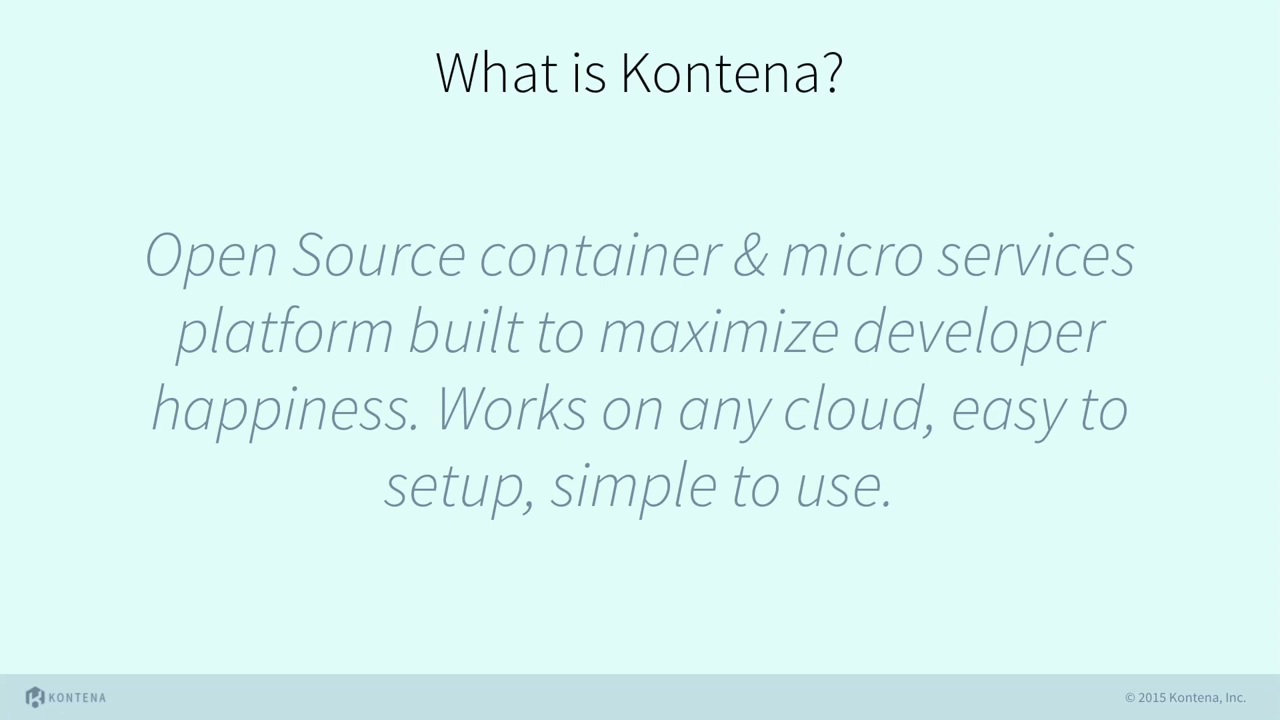 What is Kontena?
Open Source container & micro services
platform built to maximize developer
happiness. Works on any cloud, easy to
setup, simple to use.
KONTENA
© 2015 Kontena, Inc.